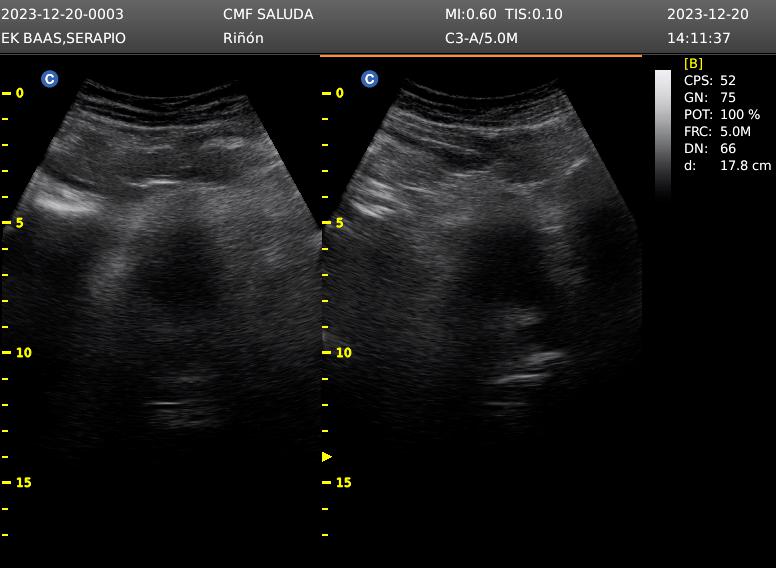 2023-12-20-0003 CMF SALUDA MI:0.60 TIS:0.10 2023-12-20
EK BAAS,SERAPIO Riñón C3-A/5.0M 14:11:37
[B]
CPS: 52
GN: 75
POT: 100 %
FRC: 5.0M
DN: 66
d: 17.8 cm
C C
0 0
5 5
10 10
15 15